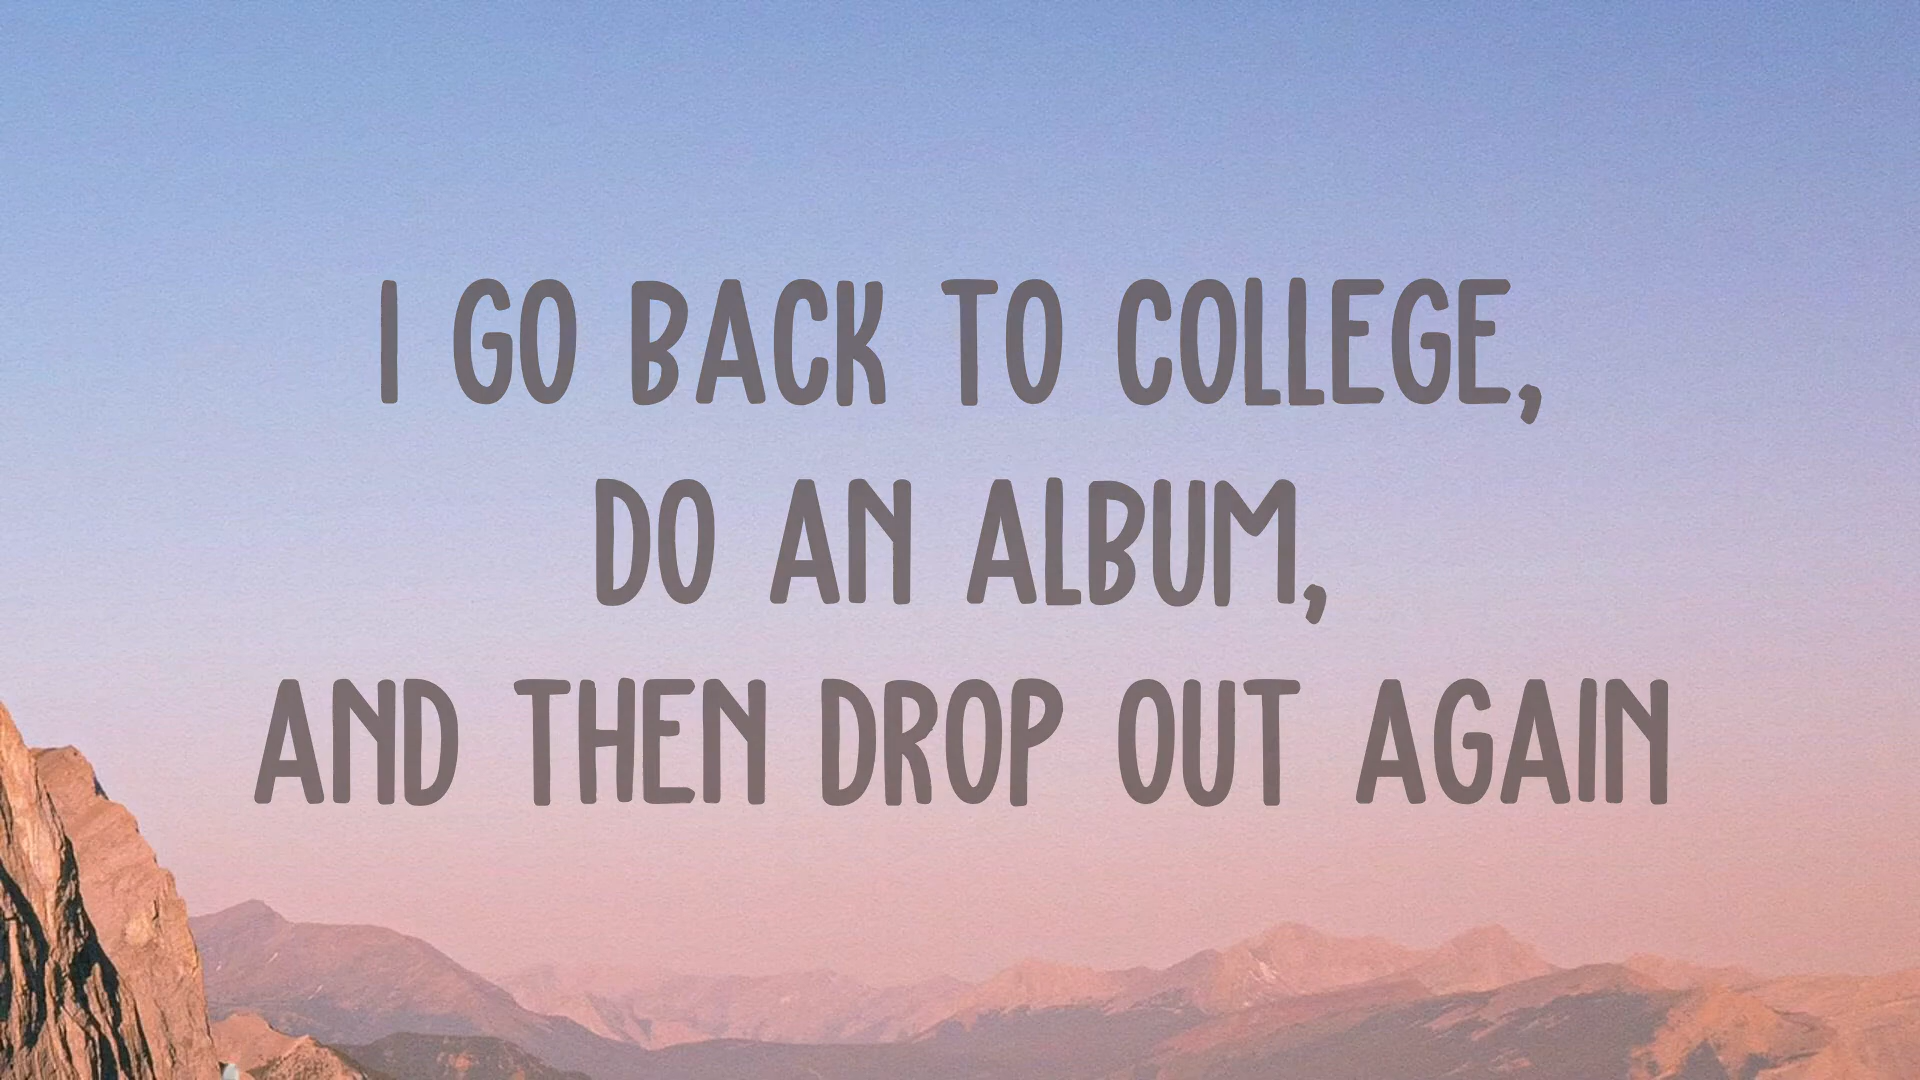 I GO BACK TO COLLEGE,
DO AN ALBUM,
AND THEN DROP OUT AGAIN